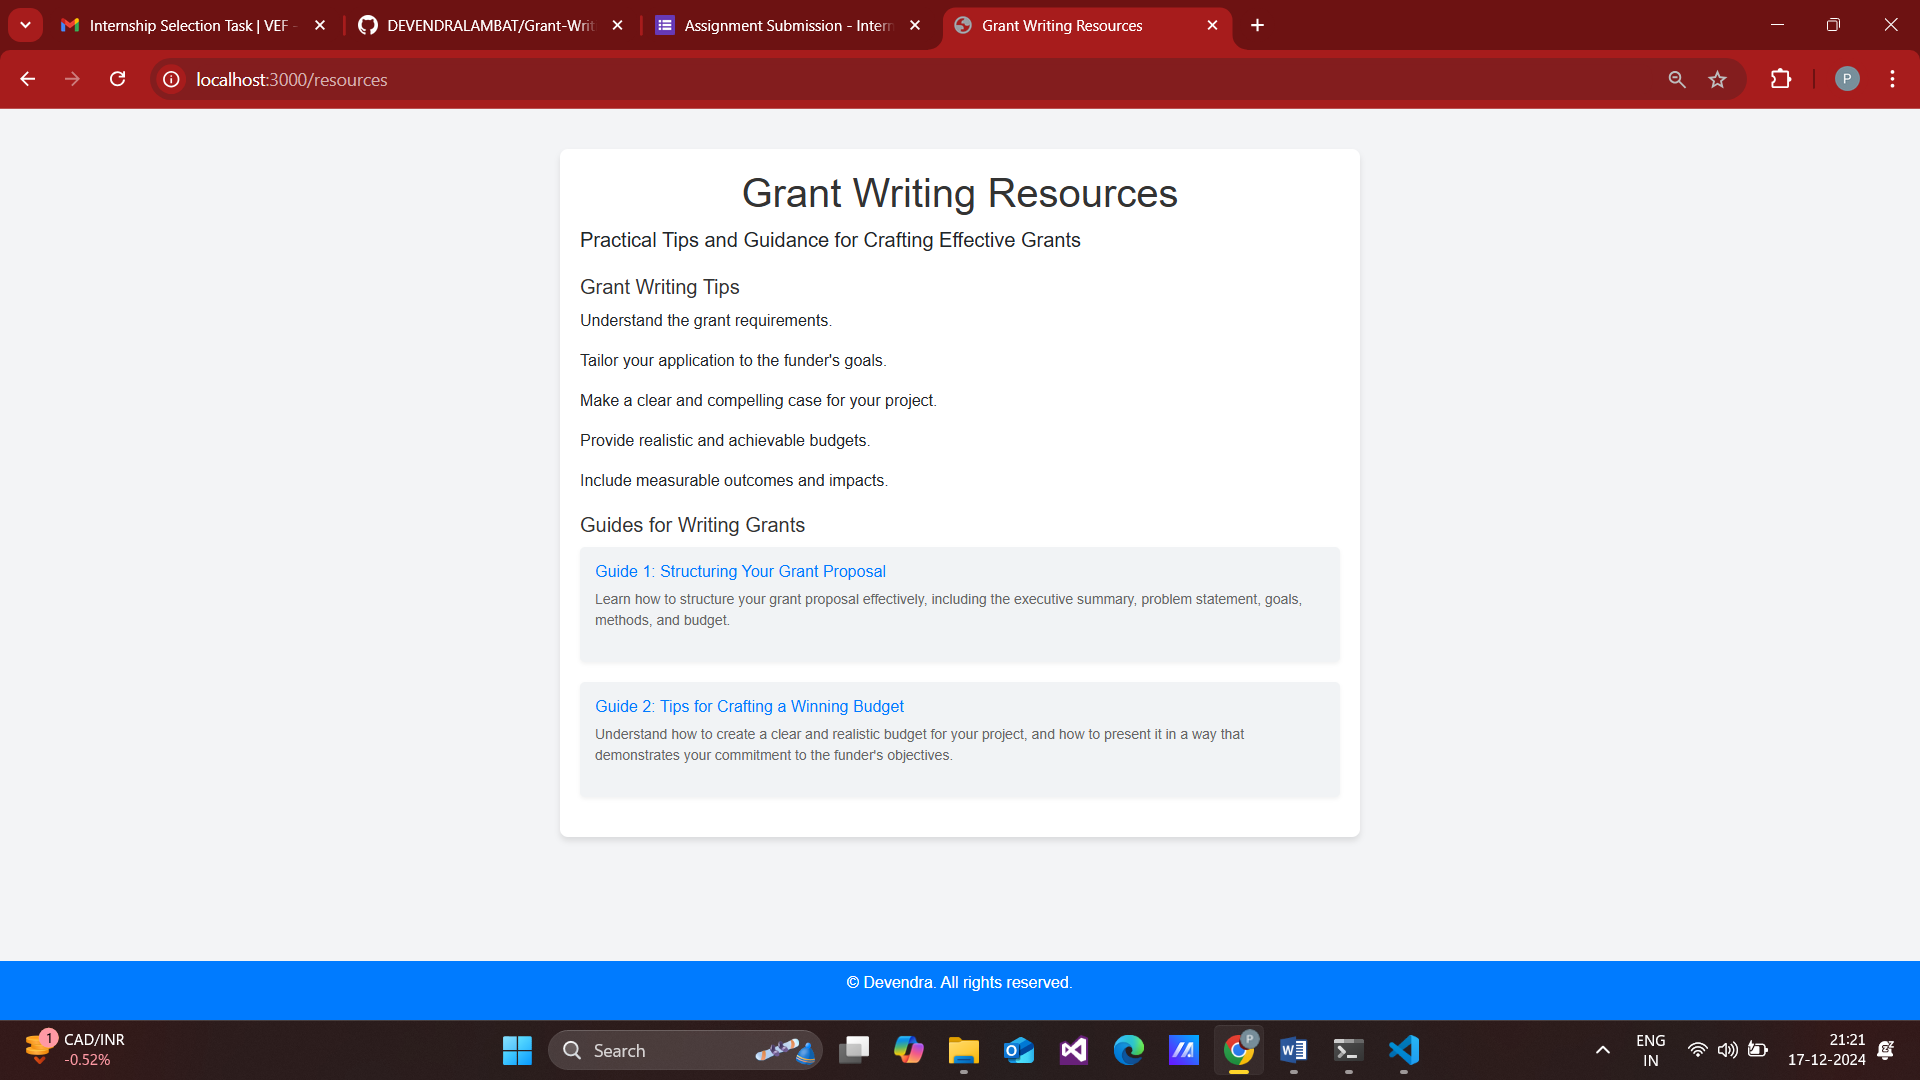 Internship Selection Task | VEF -
DEVENDRALAMBAT/Grant-Writ
Assignment Submission - Intern
Grant Writing Resources
localhost:3000/resources
P
Grant Writing Resources
Practical Tips and Guidance for Crafting Effective Grants
Grant Writing Tips
Understand the grant requirements.
Tailor your application to the funder's goals.
Make a clear and compelling case for your project.
Provide realistic and achievable budgets.
Include measurable outcomes and impacts.
Guides for Writing Grants
Guide 1: Structuring Your Grant Proposal
Learn how to structure your grant proposal effectively, including the executive summary, problem statement, goals,
methods, and budget.
Guide 2: Tips for Crafting a Winning Budget
Understand how to create a clear and realistic budget for your project, and how to present it in a way that
demonstrates your commitment to the funder's objectives.
© Devendra. All rights reserved.
1
CAD/INR
-0.52%
Search
P
ENG
IN
21:21
17-12-2024